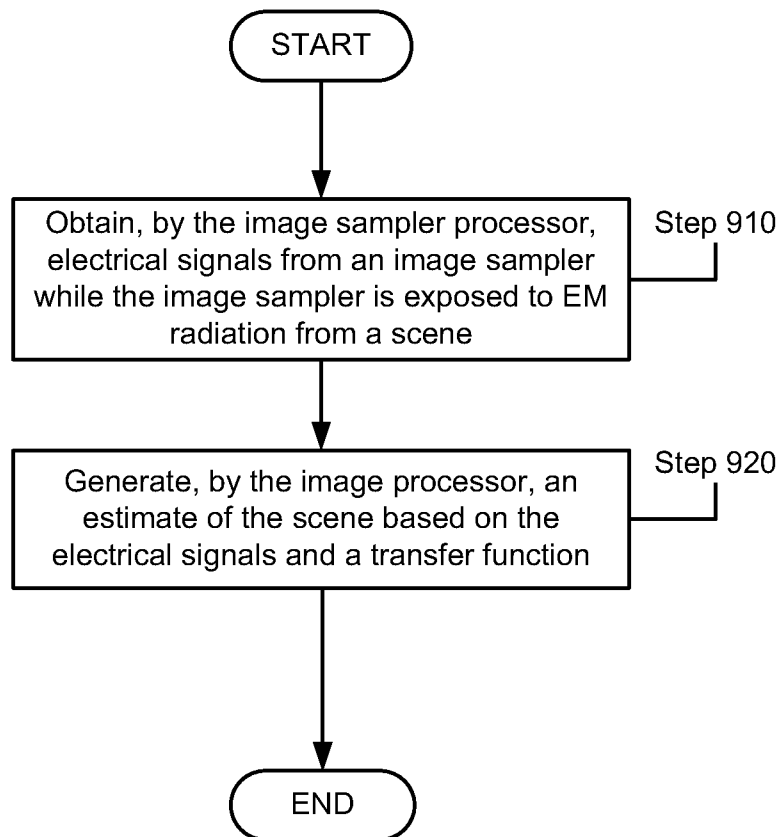 START
Obtain, by the image sampler processor,
electrical signals from an image sampler
while the image sampler is exposed to EM
radiation from a scene
Step 910
Generate, by the image processor, an
estimate of the scene based on the
electrical signals and a transfer function
Step 920
END